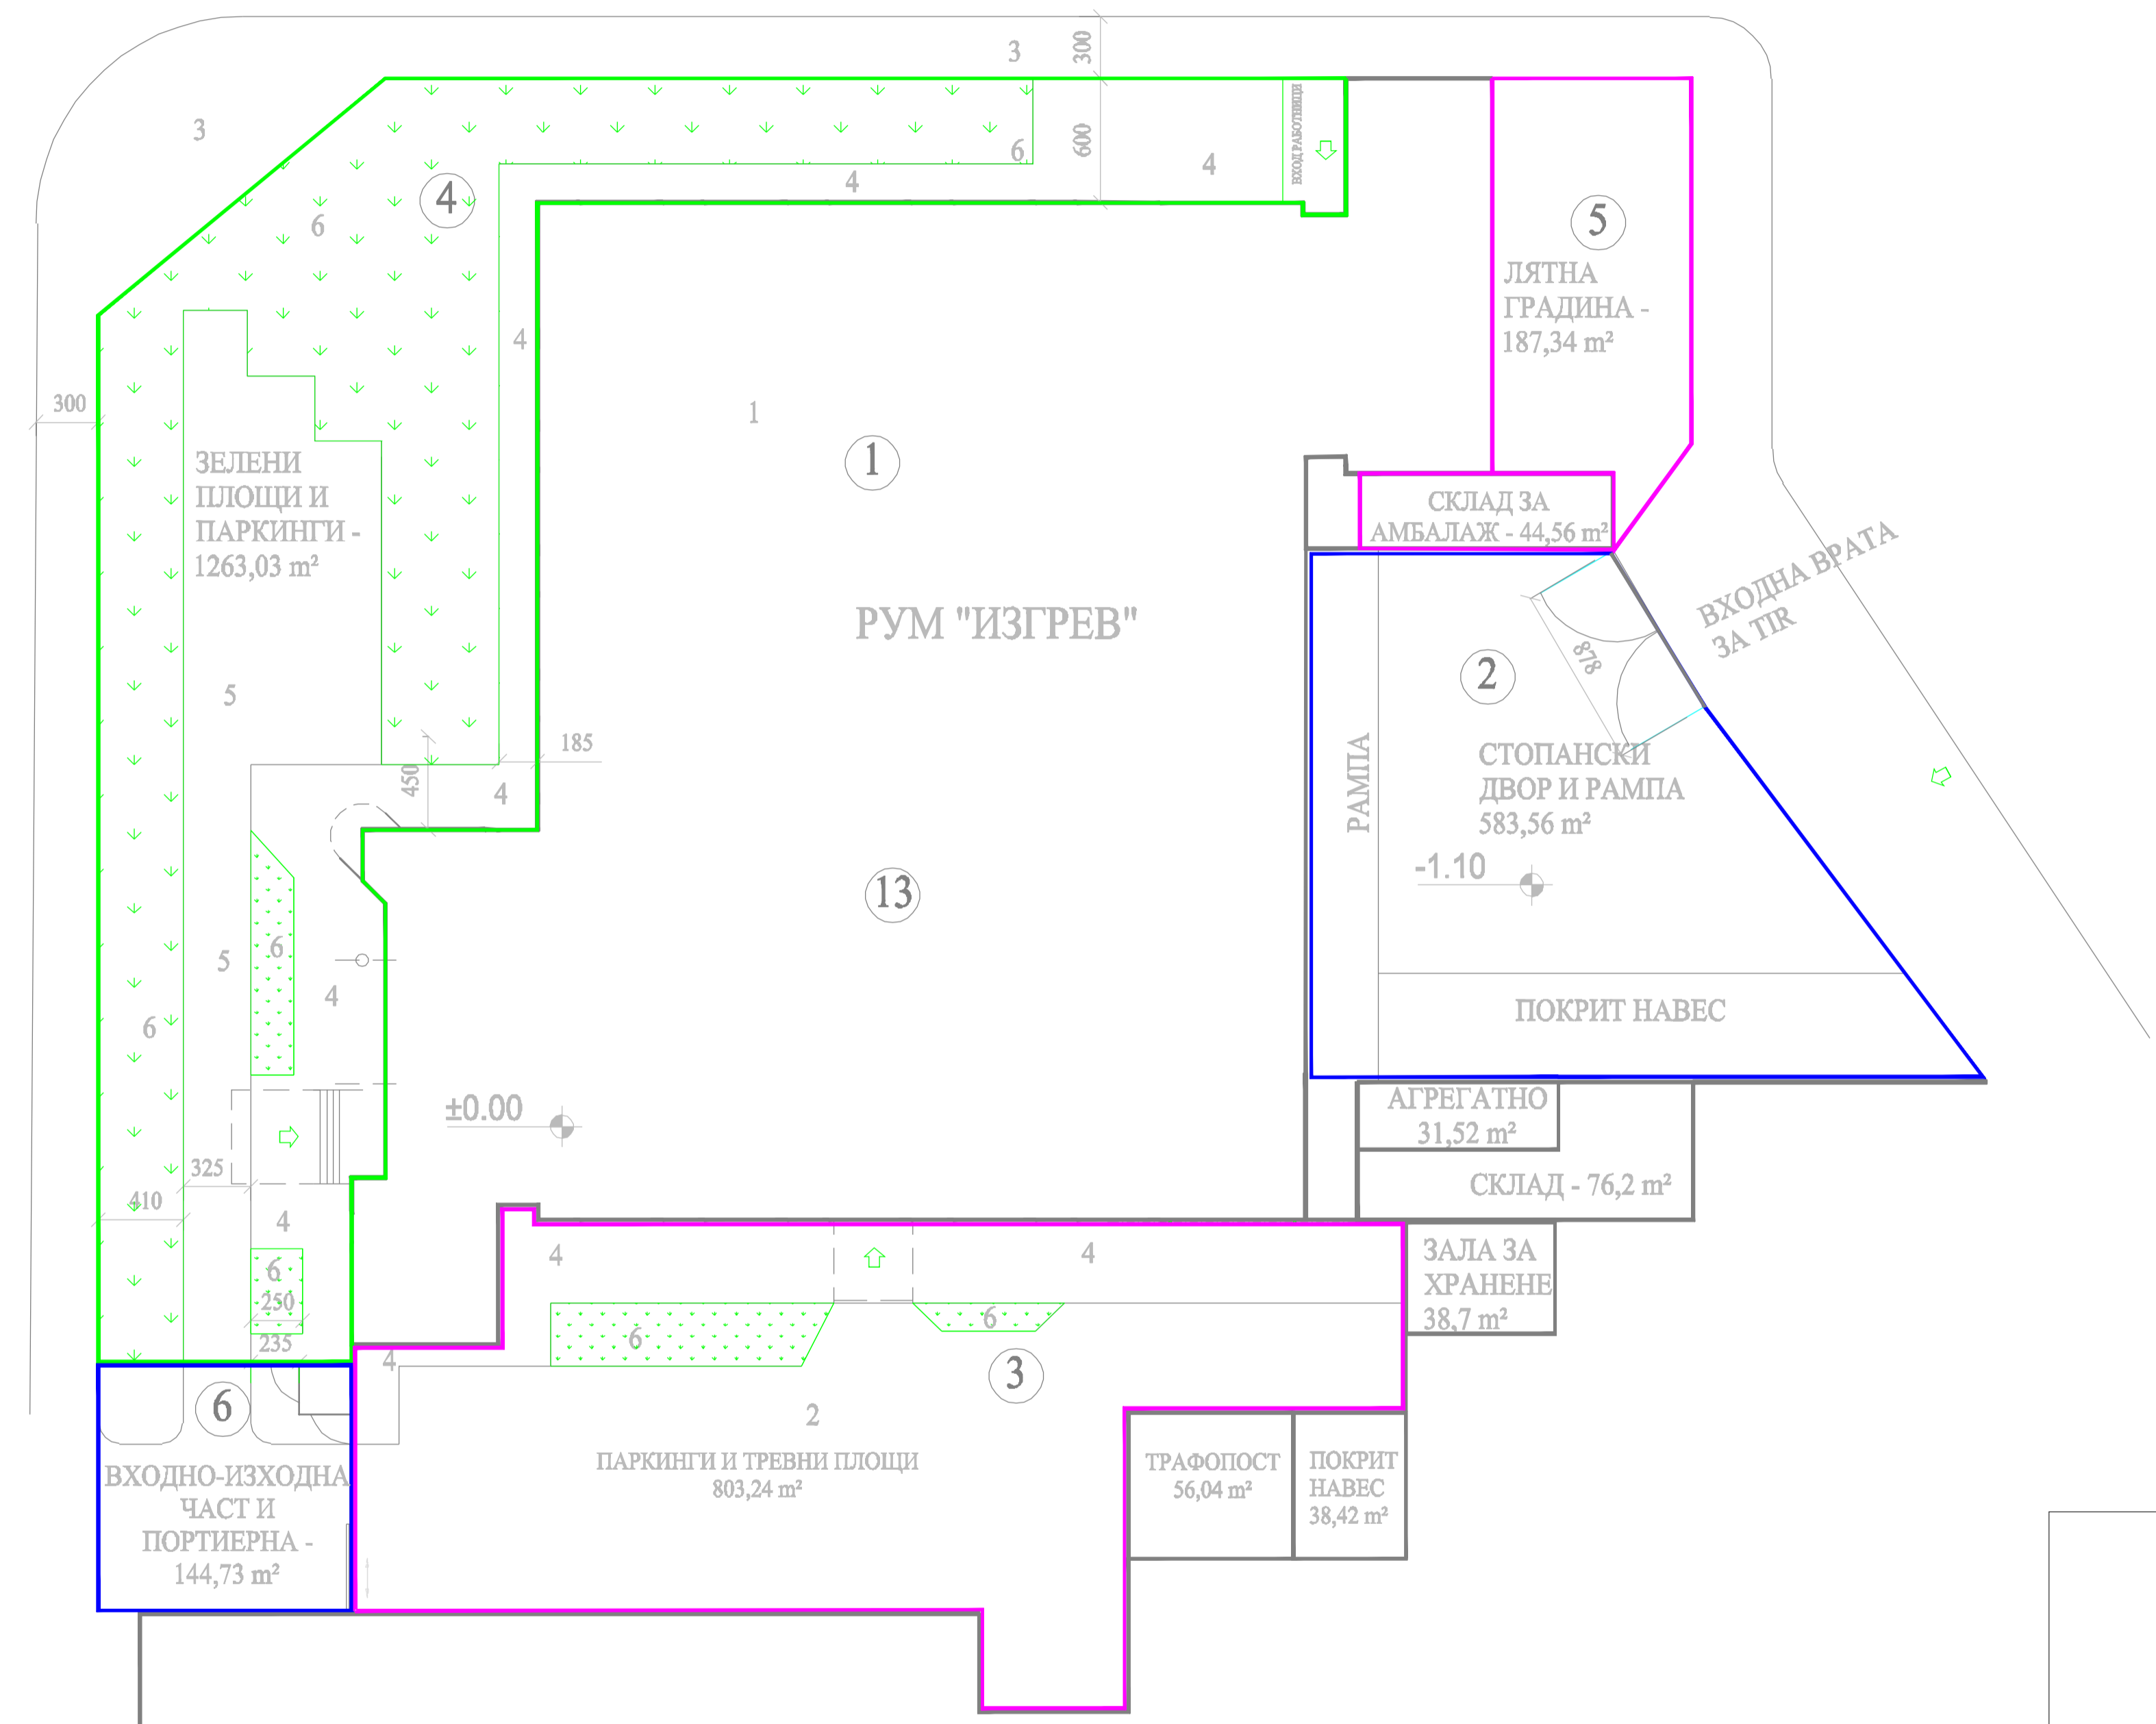 3
300
3
ВХОД РАБОТНИЦИ
600
6
4
4
4
6
5
ЛЯТНА
ГРАДИНА -
187,34 m²
4
300
1
1
ЗЕЛЕНИ
ПЛОЩИ И
ПАРКИНГИ -
1263,03 m²
СКЛАД ЗА
АМБАЛАЖ - 44,56 m²
ВХОДНА ВРАТА
ЗА TIR
РУМ "ИЗГРЕВ"
878
2
5
185
450
4
РАМПА
СТОПАНСКИ
ДВОР И РАМПА
583,56 m²
-1.10
13
6
5
4
6
ПОКРИТ НАВЕС
±0.00
АГРЕГАТНО
31,52 m²
325
410
СКЛАД - 76,2 m²
4
4
4
6
250
235
ЗАЛА ЗА
ХРАНЕНЕ
38,7 m²
6
6
4
3
6
2
ПАРКИНГИ И ТРЕВНИ ПЛОЩИ
803,24 m²
ТРАФОПОСТ
56,04 m²
ПОКРИТ
НАВЕС
38,42 m²
ВХОДНО-ИЗХОДНА
ЧАСТ И
ПОРТИЕРНА -
144,73 m²